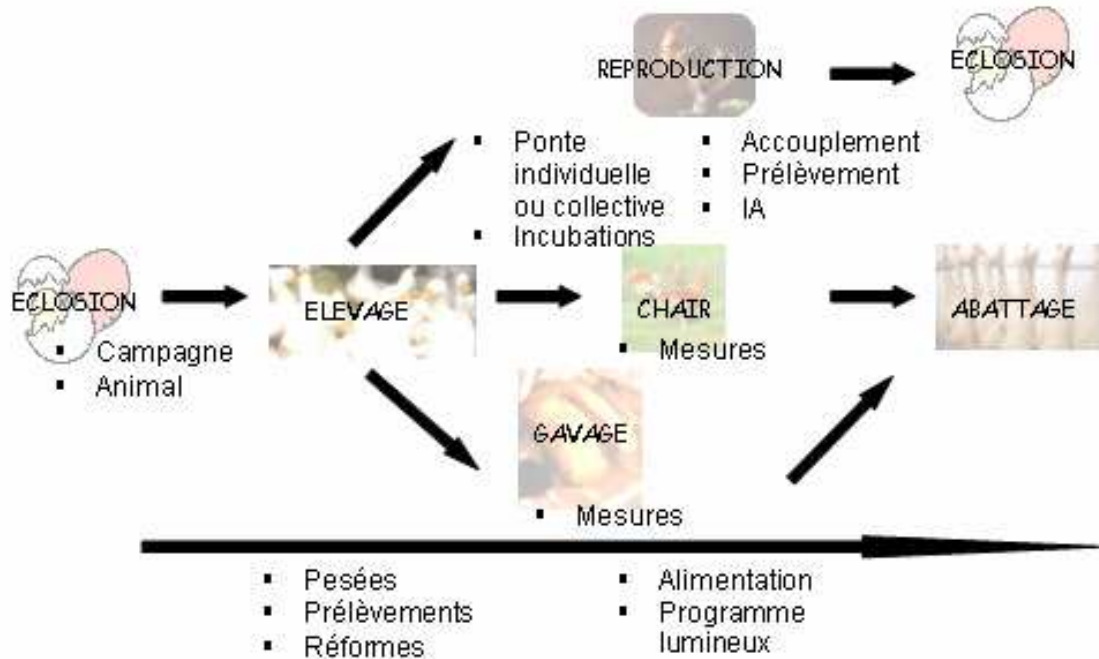 REPRODUCTION
ECLOSION
Ponte
individuelle
ou collective
Incubations
Accouplement
Prélèvement
IA
ECLOSION
Campagne
Animal
ELEVAGE
CHAIR
Mesures
ABATTAGE
GAVAGE
Mesures
Pesées
Prélèvements
Réformes
Alimentation
Programme
lumineux